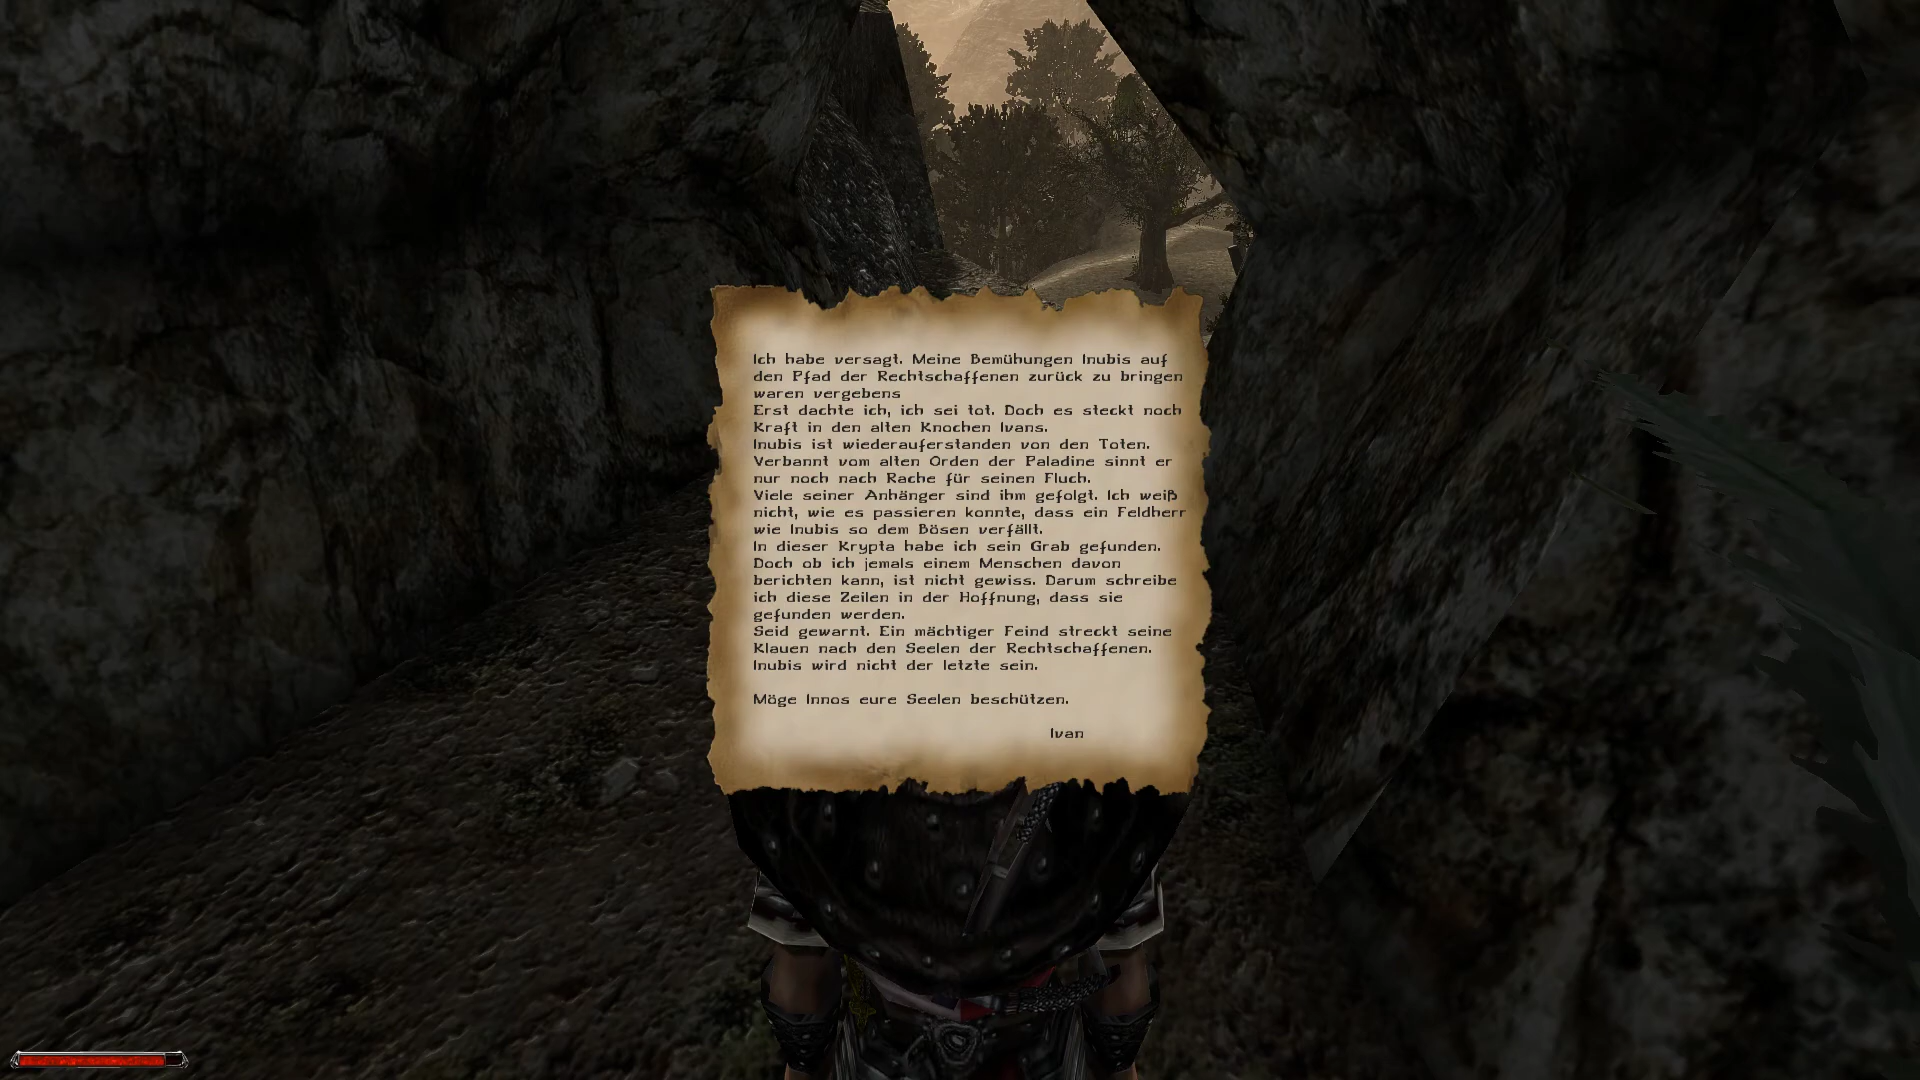 Ich habe versagt. Meine Bemühungen Inubis auf
den Pfad der Rechtschaffenen zurück zu bringen
waren vergebens
Erst dachte ich, ich sei tot. Doch es steckt noch
Kraft in den alten Knochen Ivans.
Inubis ist wiederauferstanden von den Toten.
Verbannt vom alten Orden der Paladine sinnt er
nur noch nach Rache für seinen Fluch.
Viele seiner Anhänger sind ihm gefolgt. Ich weiß
nicht, wie es passieren konnte, dass ein Feldherr
wie Inubis so dem Bösen verfällt.
In dieser Krypta habe ich sein Grab gefunden.
Doch ob ich jemals einem Menschen davon
berichten kann, ist nicht gewiss. Darum schreibe
ich diese Zeilen in der Hoffnung, dass sie
gefunden werden.
Seid gewarnt. Ein mächtiger Feind streckt seine
Klauen nach den Seelen der Rechtschaffenen.
Inubis wird nicht der letzte sein.
Möge Innos eure Seelen beschützen.
Ivan